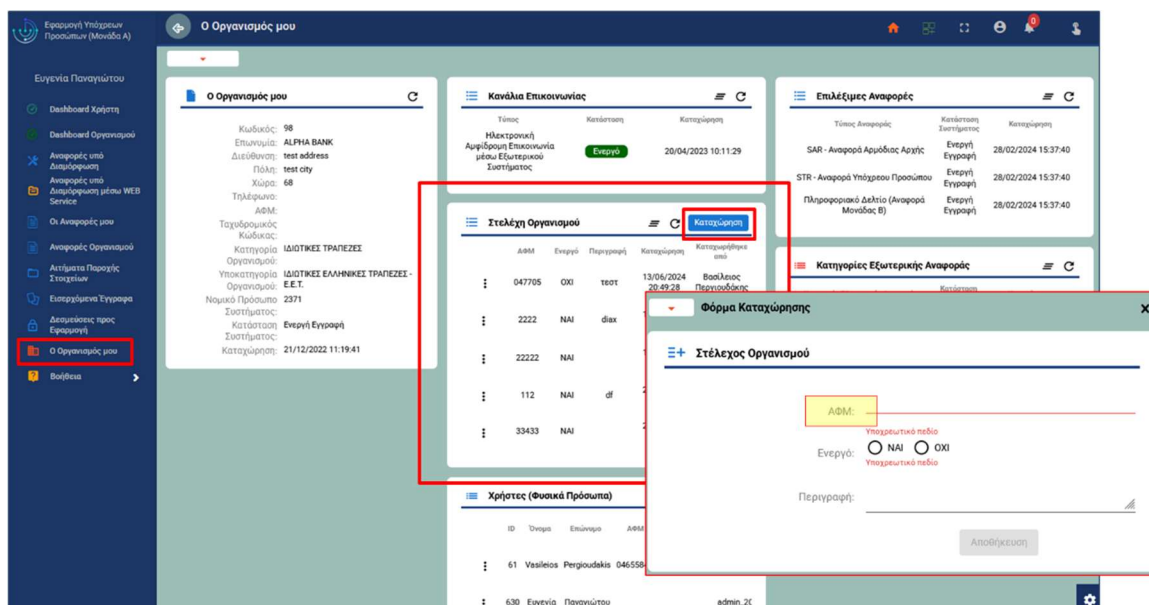 Εφαρμογή Υπόχρεων
Προσώπων (Μονάδα Α)
Ο Οργανισμός μου
0
Ευγενία Παναγιώτου
Dashboard Χρήστη
Dashboard Οργανισμού
Αναφορές υπό
Διαμόρφωση
Αναφορές υπό
Διαμόρφωση μέσω WEB
Service
Οι Αναφορές μου
Αναφορές Οργανισμού
Αιτήματα Παροχής
Στοιχείων
Εισερχόμενα Έγγραφα
Δεσμεύσεις προς
Εφαρμογή
Ο Οργανισμός μου
Βοήθεια
Ο Οργανισμός μου
Κωδικός: 98
Επωνυμία: ALPHA BANK
Διεύθυνση: test address
Πόλη: test city
Χώρα: 68
Τηλέφωνο:
ΑΦΜ:
Ταχυδρομικός
Κώδικας:
Κατηγορία ΙΔΙΩΤΙΚΕΣ ΤΡΑΠΕΖΕΣ
Οργανισμού:
Υποκατηγορία ΙΔΙΩΤΙΚΕΣ ΕΛΛΗΝΙΚΕΣ ΤΡΑΠΕΖΕΣ -
Οργανισμού: Ε.Ε.Τ.
Νομικό Πρόσωπο 2371
Συστήματος:
Κατάσταση Ενεργή Εγγραφή
Συστήματος:
Καταχώρηση: 21/12/2022 11:19:41
Κανάλια Επικοινωνίας
Τύπος Κατάσταση Καταχώρηση
Ηλεκτρονική
Αμφίδρομη Επικοινωνία
μέσω Εξωτερικού
Συστήματος
Ενεργό 20/04/2023 10:11:29
Στελέχη Οργανισμού Καταχώρηση
ΑΦΜ Ενεργό Περιγραφή Καταχώρηση Καταχωρήθηκε
από
047705 ΟΧΙ τεστ 13/06/2024 Βασίλειος
20:49:28 Περγιουδάκης
2222 ΝΑΙ diax
22222 ΝΑΙ
112 ΝΑΙ df
33433 ΝΑΙ
Χρήστες (Φυσικά Πρόσωπα)
ID Όνομα Επώνυμο ΑΦΜ
61 Vasileios Pergioudakis 046558
630 Ευγενία Παναγιώτου admin_20
Επιλέξιμες Αναφορές
Τύπος Αναφοράς Κατάσταση Καταχώρηση
Συστήματος
SAR - Αναφορά Αρμόδιας Αρχής Ενεργή 28/02/2024 15:37:40
Εγγραφή
STR - Αναφορά Υπόχρεου Προσώπου Ενεργή 28/02/2024 15:37:40
Εγγραφή
Πληροφοριακό Δελτίο (Αναφορά Ενεργή 28/02/2024 15:37:40
Μονάδας Β) Εγγραφή
Κατηγορίες Εξωτερικής Αναφοράς
Κατάσταση
Φόρμα Καταχώρησης
Στέλεχος Οργανισμού
ΑΦΜ:
Υποχρεωτικό πεδίο
Ενεργό: ΝΑΙ ΟΧΙ
Υποχρεωτικό πεδίο
Περιγραφή:
Αποθήκευση